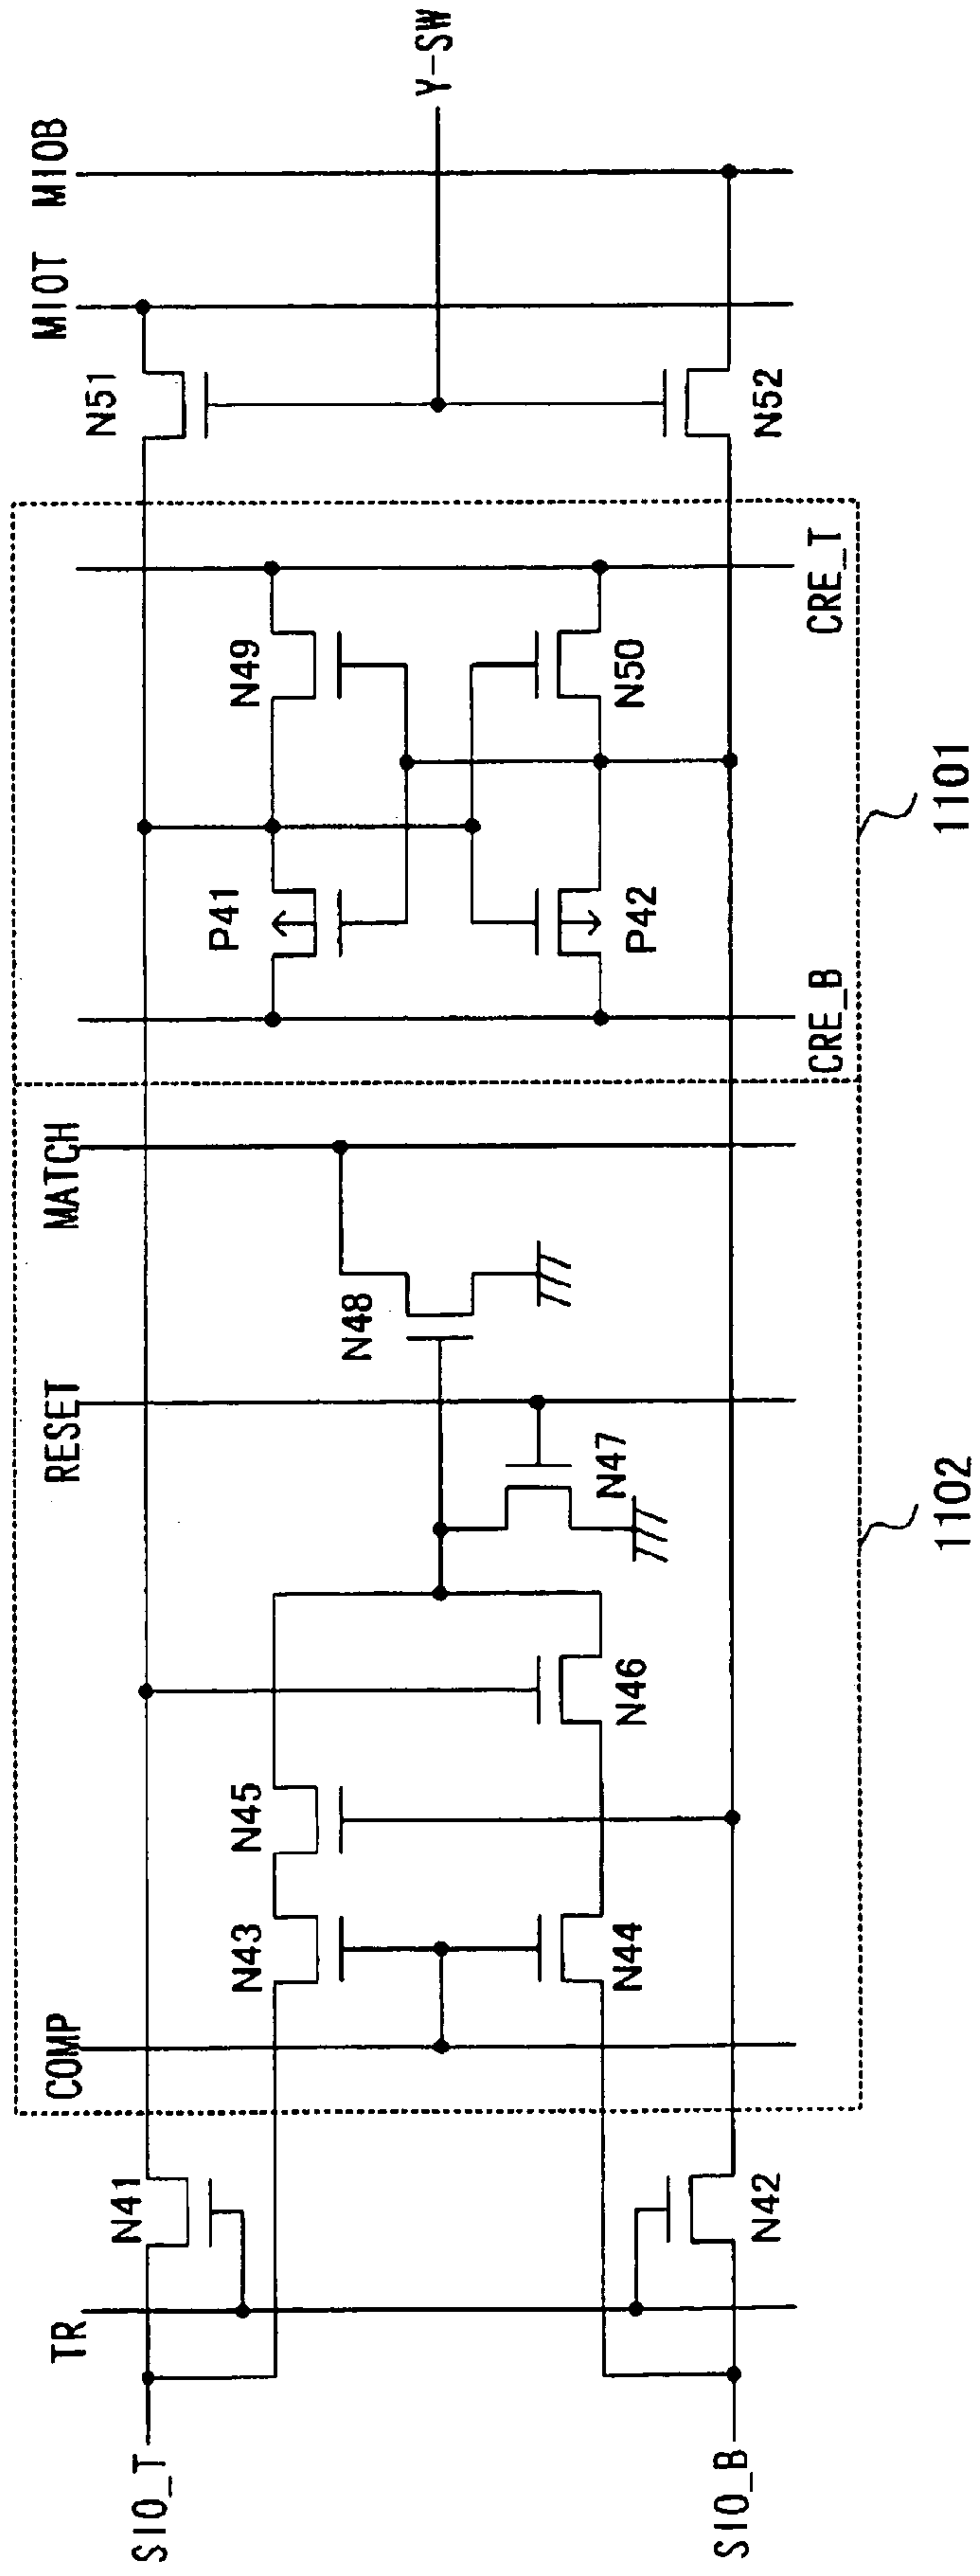 SIO_T
SIO_B
TR
N41
N42
COMP
N43
N44
N45
N46
RESET
N47
N48
MATCH
1102
CRE_B
P41
P42
N49
N50
CRE_T
1101
N51
N52
MIOT
MIOB
Y-SW